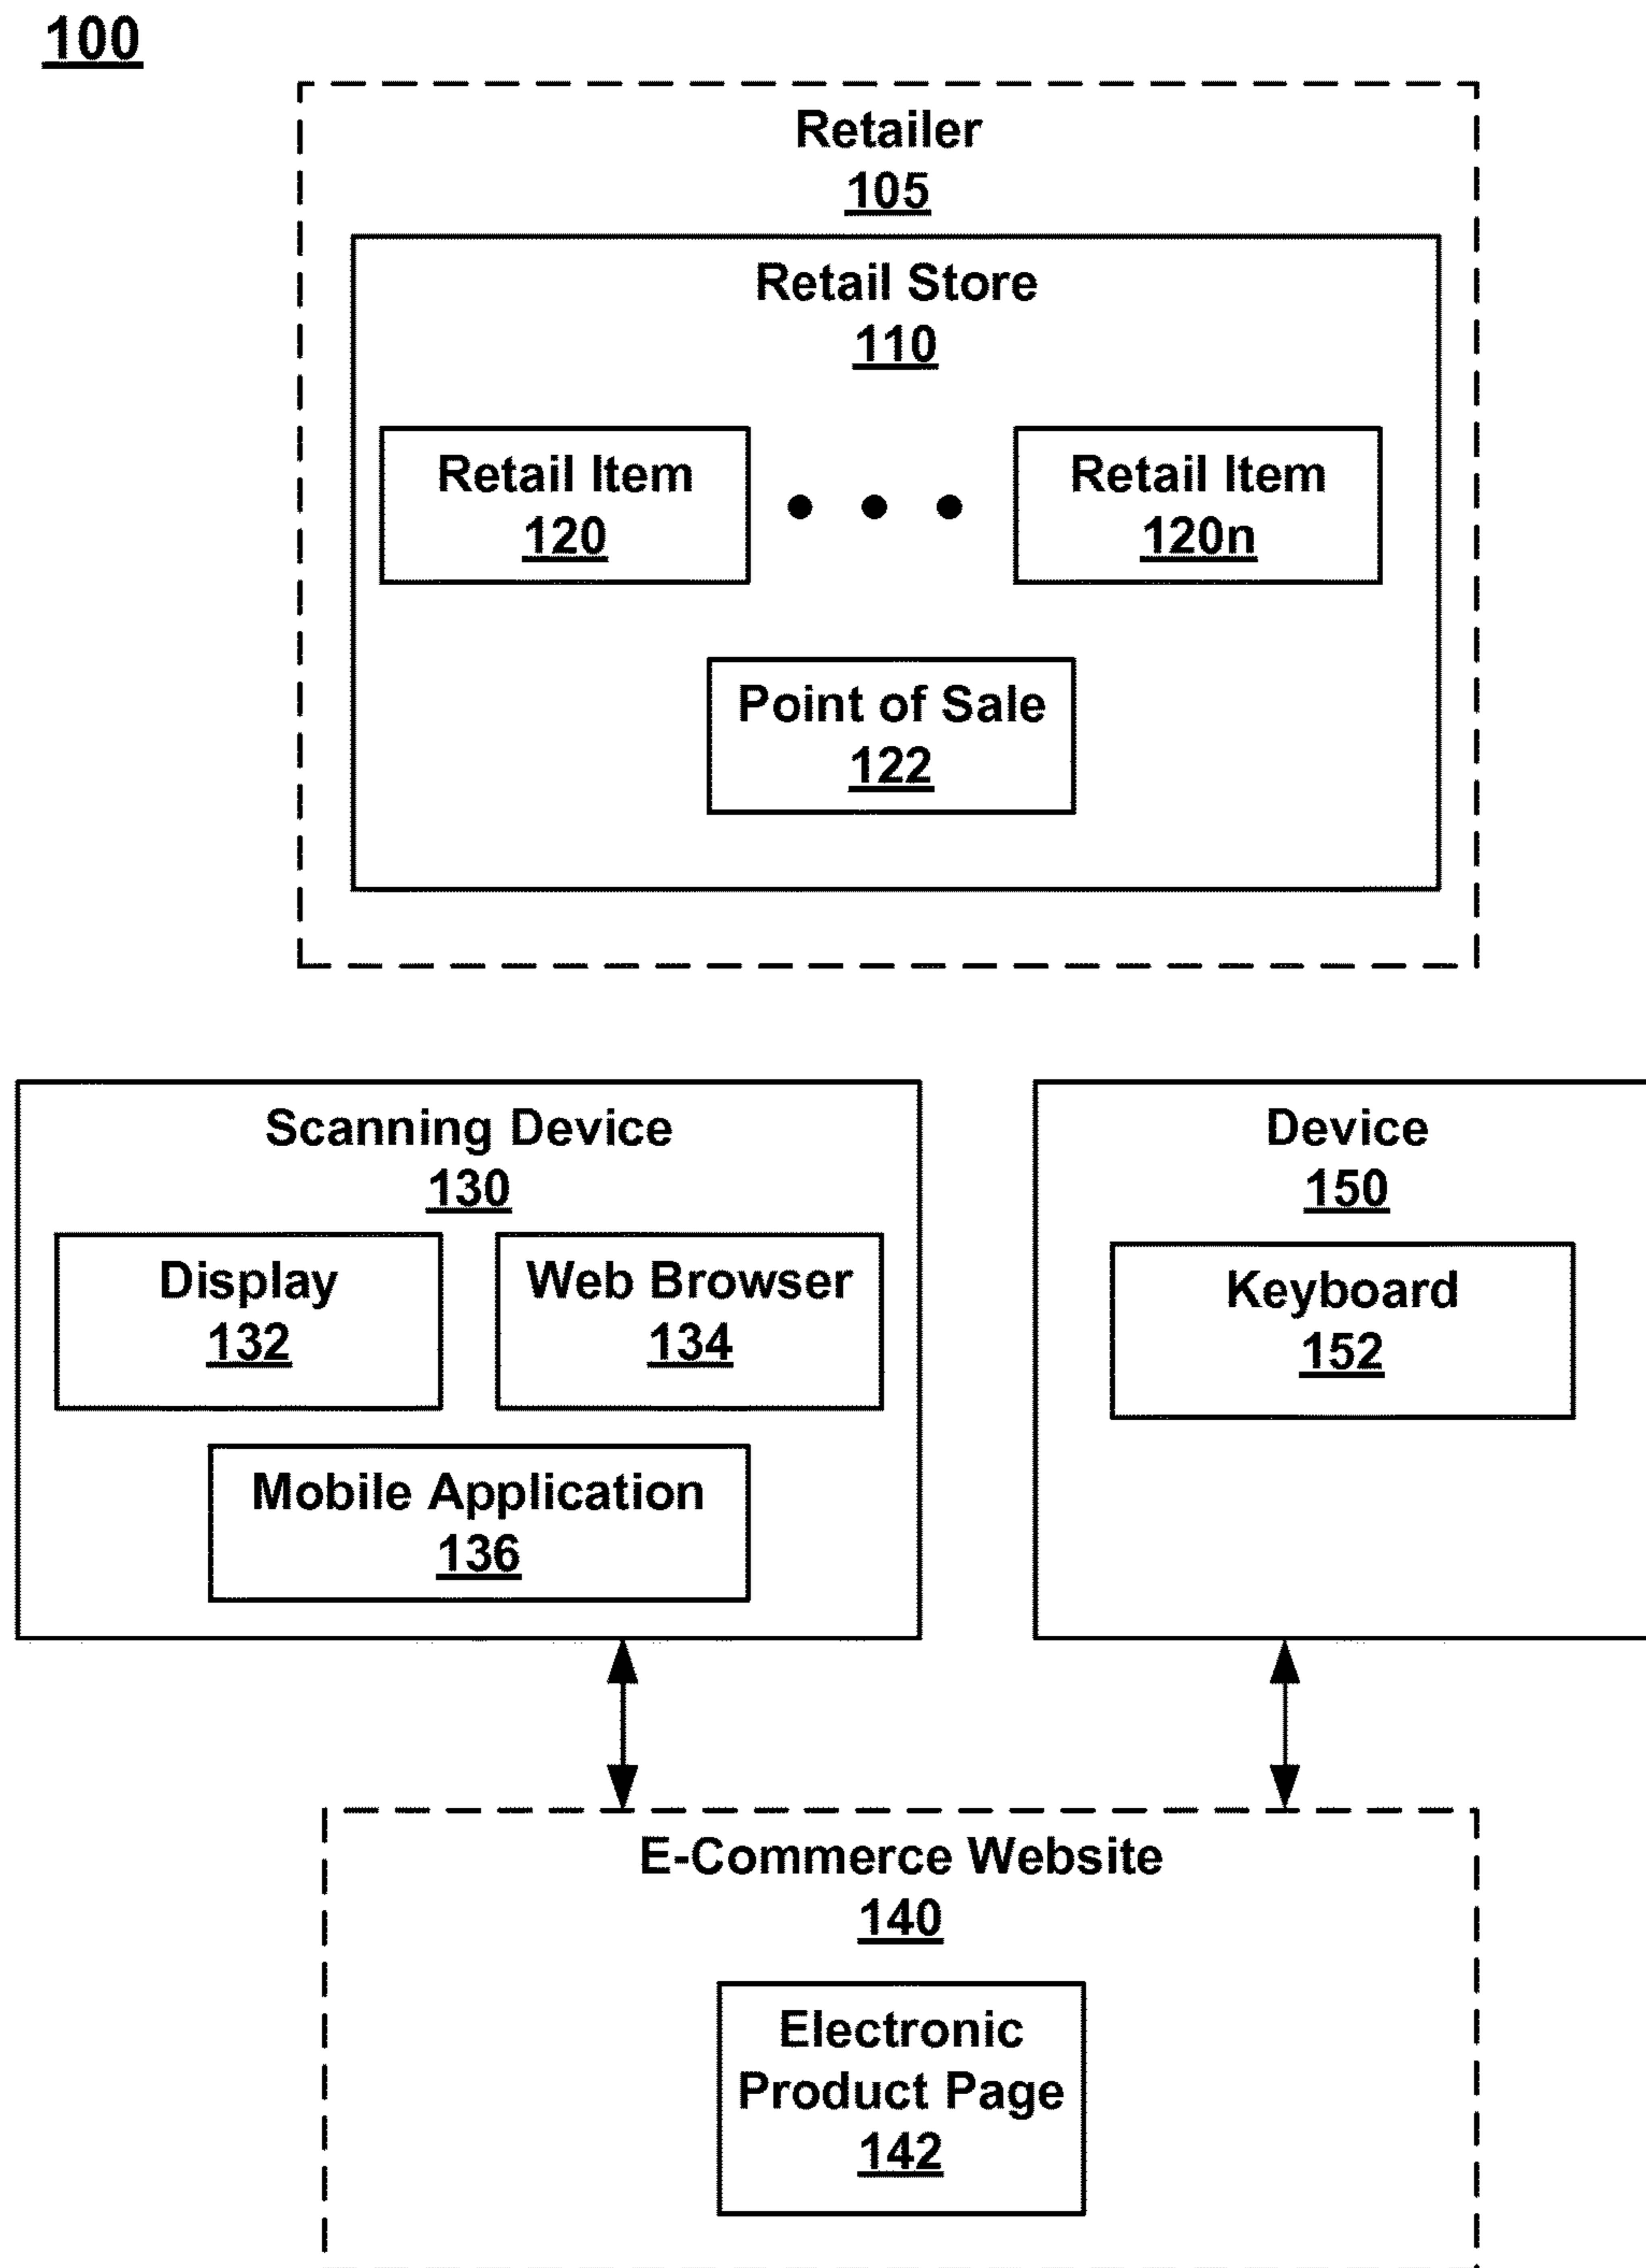 100
Retailer
105
Retail Store
110
Retail Item
120
Retail Item
120n
Point of Sale
122
Scanning Device
130
Display
132
Web Browser
134
Mobile Application
136
Device
150
Keyboard
152
E-Commerce Website
140
Electronic
Product Page
142